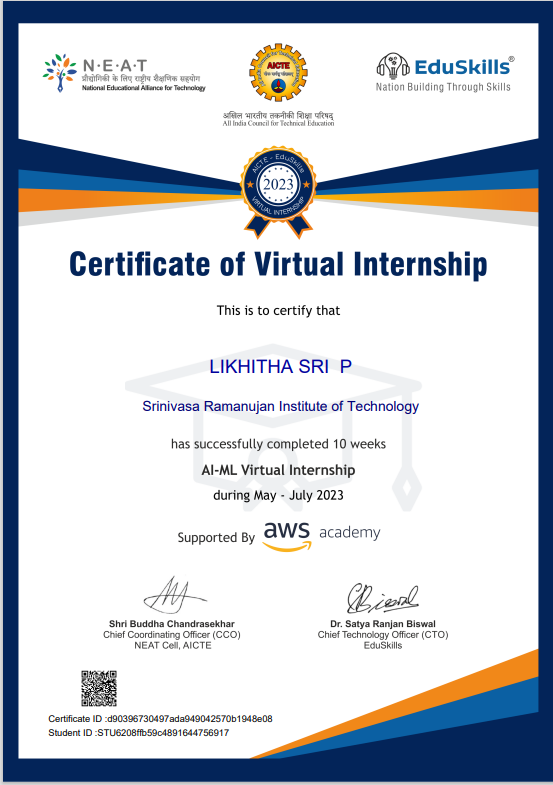 N·E·A·T
प्रौद्योगिकी के लिए राष्ट्रीय शैक्षणिक सहयोग
National Educational Alliance for Technology
AICTE
अखिल भारतीय तकनीकी शिक्षा परिषद्
All India Council for Technical Education
EduSkills®
Nation Building Through Skills
AICTE - EduSkills
2023
VIRTUAL INTERNSHIP
Certificate of Virtual Internship
This is to certify that
LIKHITHA SRI P
Srinivasa Ramanujan Institute of Technology
has successfully completed 10 weeks
AI-ML Virtual Internship
during May - July 2023
Supported By aws academy
Shri Buddha Chandrasekhar
Chief Coordinating Officer (CCO)
NEAT Cell, AICTE
Dr. Satya Ranjan Biswal
Chief Technology Officer (CTO)
EduSkills
Certificate ID :d90396730497ada949042570b1948e08
Student ID :STU6208ffb59c4891644756917